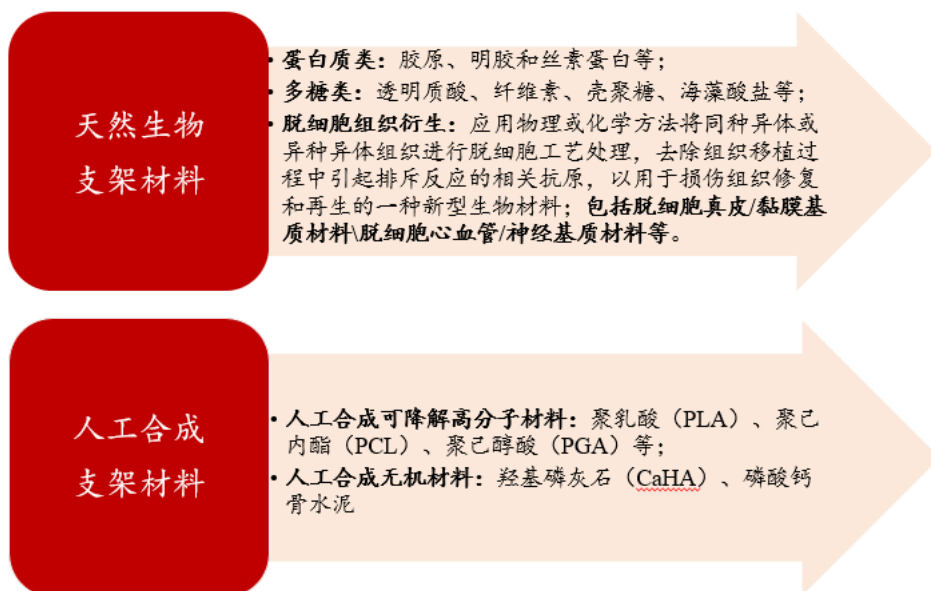 天然生物
支架材料
• 蛋白质类：胶原、明胶和丝素蛋白等；
• 多糖类：透明质酸、纤维素、壳聚糖、海藻酸盐等；
• 脱细胞组织衍生：应用物理或化学方法将同种异体或
异种异体组织进行脱细胞工艺处理，去除组织移植过
程中引起排斥反应的相关抗原，以用于损伤组织修复
和再生的一种新型生物材料；包括脱细胞真皮/黏膜基
质材料\脱细胞心血管/神经基质材料等。
人工合成
支架材料
• 人工合成可降解高分子材料：聚乳酸（PLA）、聚己
内酯（PCL）、聚己醇酸（PGA）等；
• 人工合成无机材料：羟基磷灰石（CaHA）、磷酸钙
骨水泥